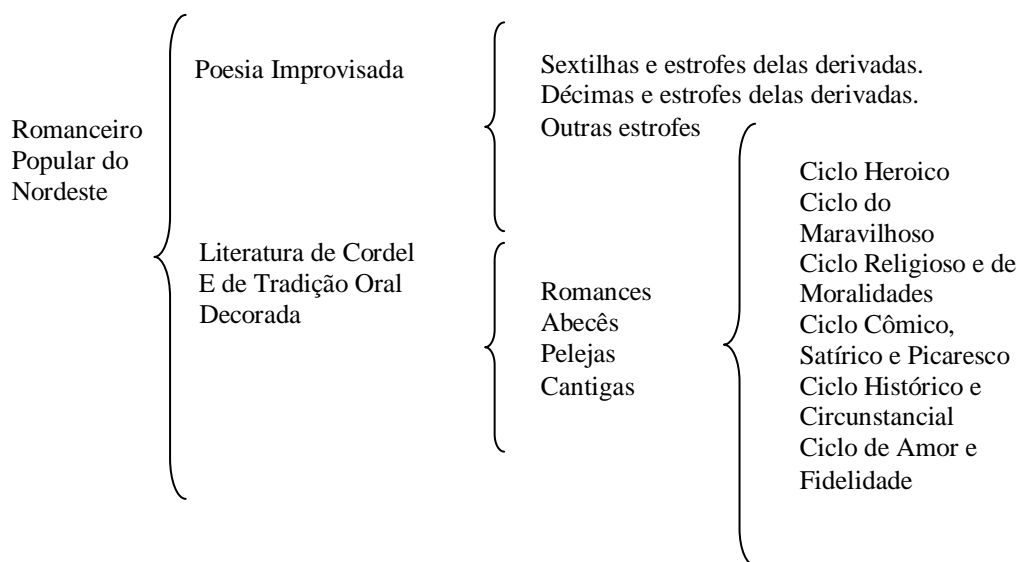 Romanceiro
Popular do
Nordeste
Poesia Improvisada
Sextilhas e estrofes delas derivadas.
Décimas e estrofes delas derivadas.
Outras estrofes
Literatura de Cordel
E de Tradição Oral
Decorada
Romances
Abecês
Pelejas
Cantigas
Ciclo Heroico
Ciclo do
Maravilhoso
Ciclo Religioso e de
Moralidades
Ciclo Cômico,
Satírico e Picaresco
Ciclo Histórico e
Circunstancial
Ciclo de Amor e
Fidelidade